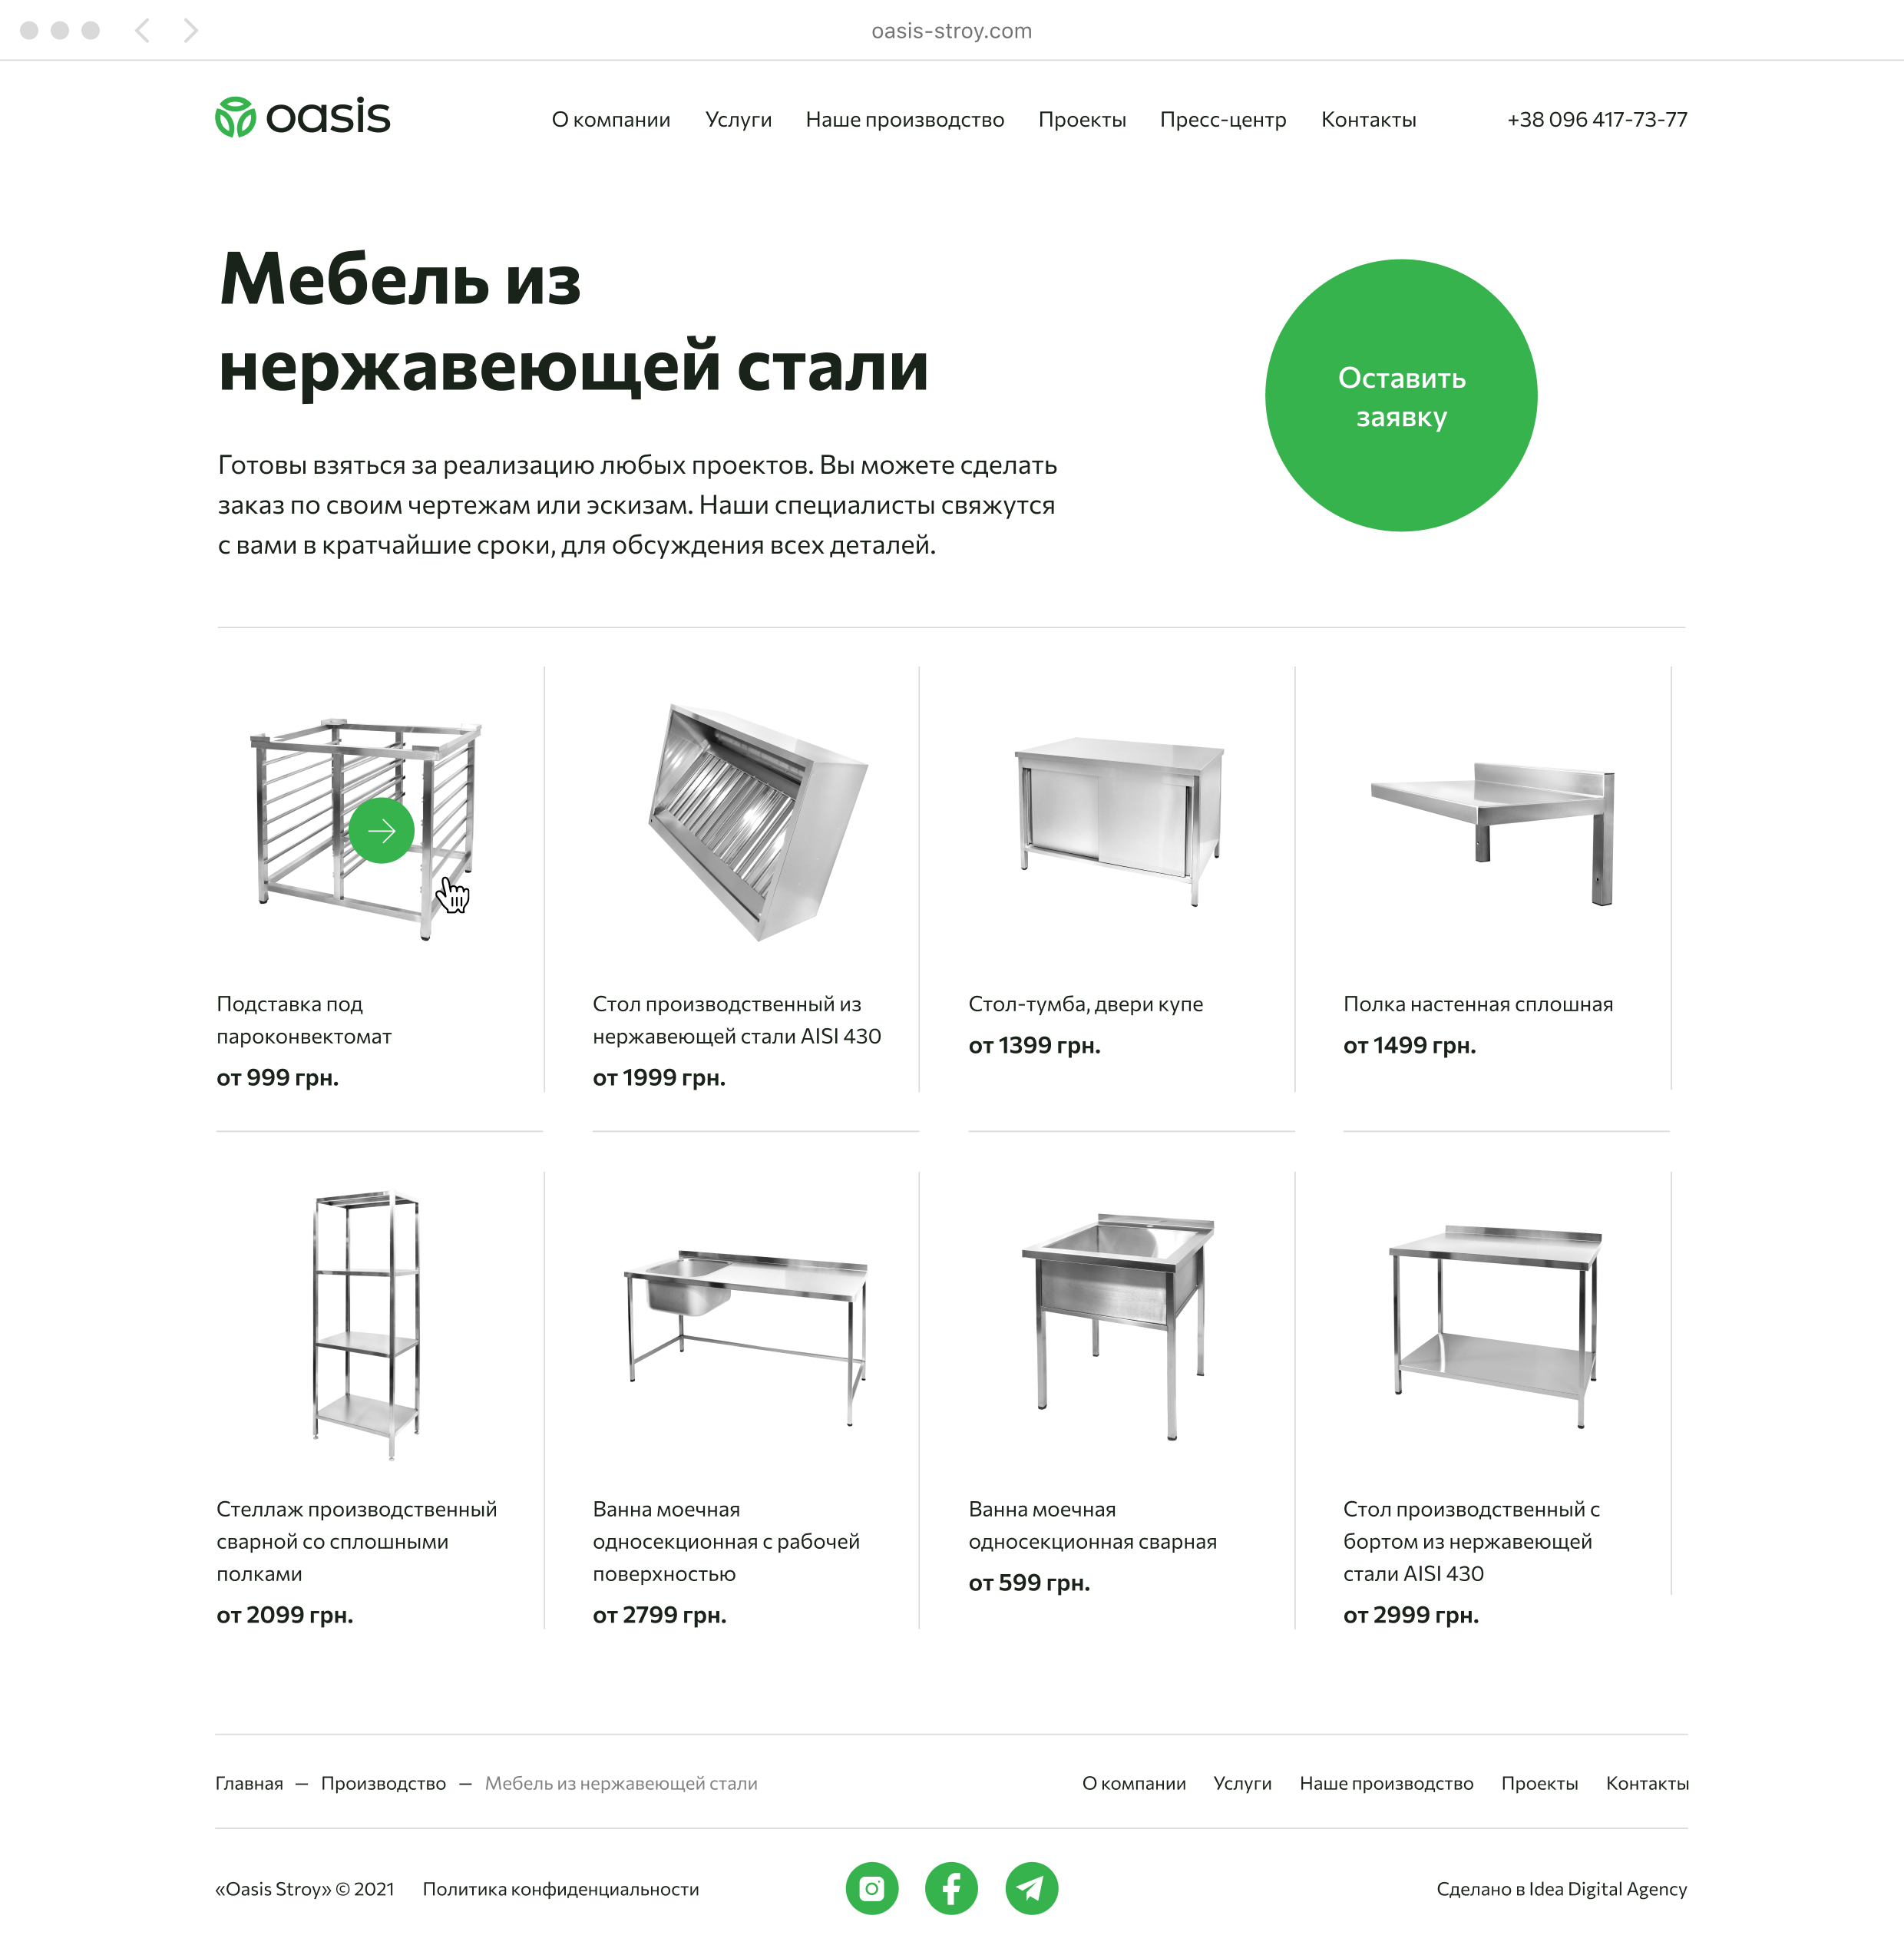 oasis-stroy.com
oasis
О компании Услуги Наше производство Проекты Пресс-центр Контакты +38 096 417-73-77
Мебель из
нержавеющей стали
Оставить
заявку
Готовы взяться за реализацию любых проектов. Вы можете сделать
заказ по своим чертежам или эскизам. Наши специалисты свяжутся
с вами в кратчайшие сроки, для обсуждения всех деталей.
Подставка под
пароконвектомат
от 999 грн.
Стол производственный из
нержавеющей стали AISI 430
от 1999 грн.
Стол-тумба, двери купе
от 1399 грн.
Полка настенная сплошная
от 1499 грн.
Стеллаж производственный
сварной со сплошными
полками
от 2099 грн.
Ванна моечная
односекционная с рабочей
поверхностью
от 2799 грн.
Ванна моечная
односекционная сварная
от 599 грн.
Стол производственный с
бортом из нержавеющей
стали AISI 430
от 2999 грн.
Главная — Производство — Мебель из нержавеющей стали
О компании Услуги Наше производство Проекты Контакты
«Oasis Stroy» © 2021 Политика конфиденциальности
Сделано в Idea Digital Agency